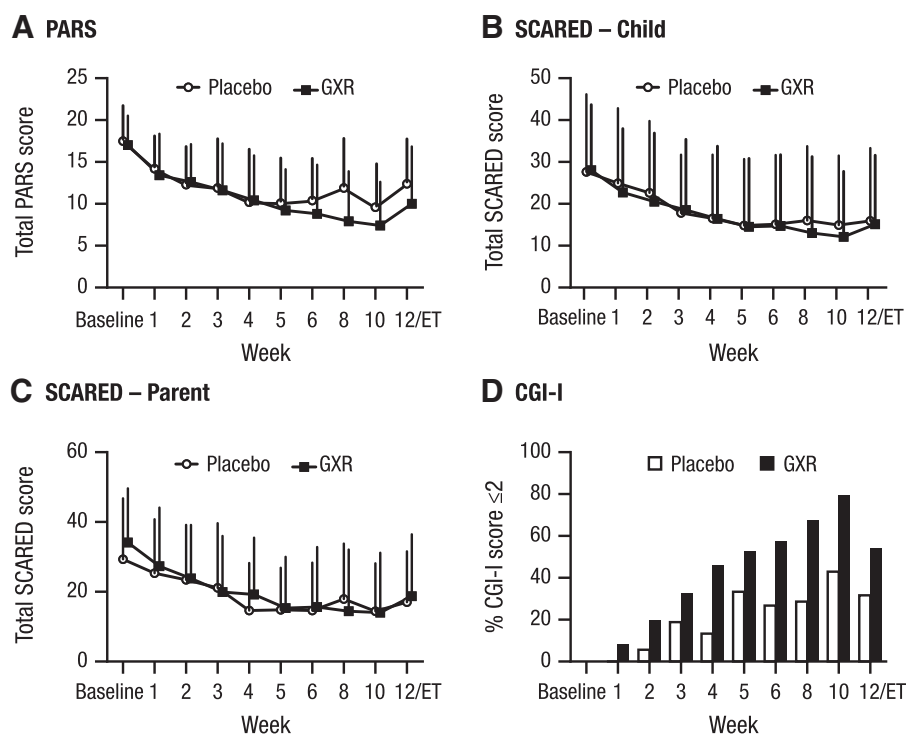 A PARS
Placebo GXR
Total PARS score
25
20
15
10
5
0
Baseline 1 2 3 4 5 6 8 10 12/ET
Week
B SCARED – Child
Placebo GXR
Total SCARED score
50
40
30
20
10
0
Baseline 1 2 3 4 5 6 8 10 12/ET
Week
C SCARED – Parent
Placebo GXR
Total SCARED score
60
40
20
0
Baseline 1 2 3 4 5 6 8 10 12/ET
Week
D CGI-I
Placebo GXR
% CGI-I score ≤2
100
80
60
40
20
0
Baseline 1 2 3 4 5 6 8 10 12/ET
Week